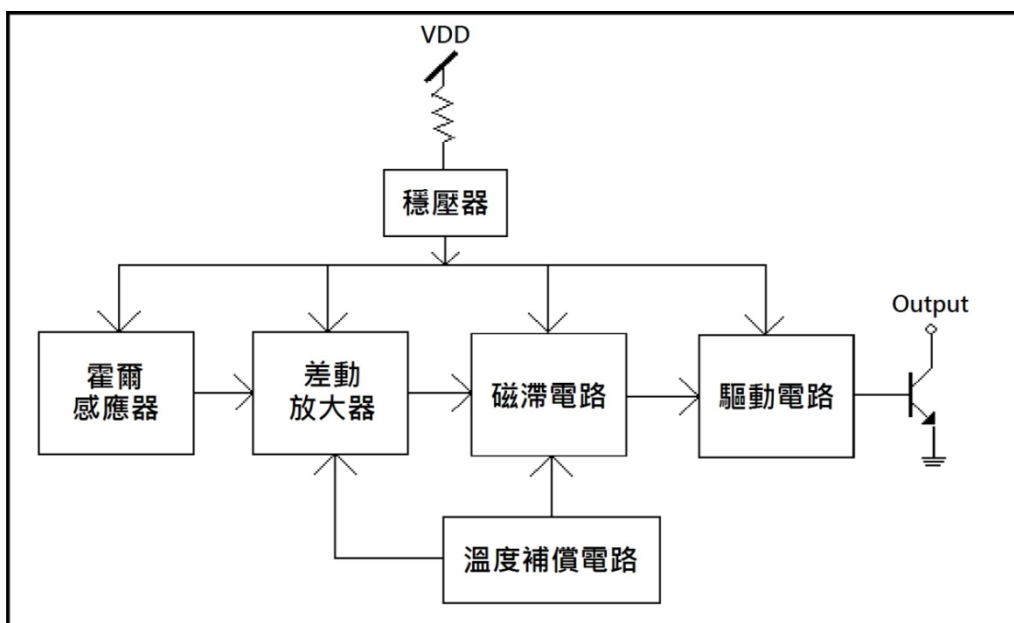 VDD
穩壓器
Output
霍爾
感應器
差動
放大器
磁滯電路
驅動電路
溫度補償電路